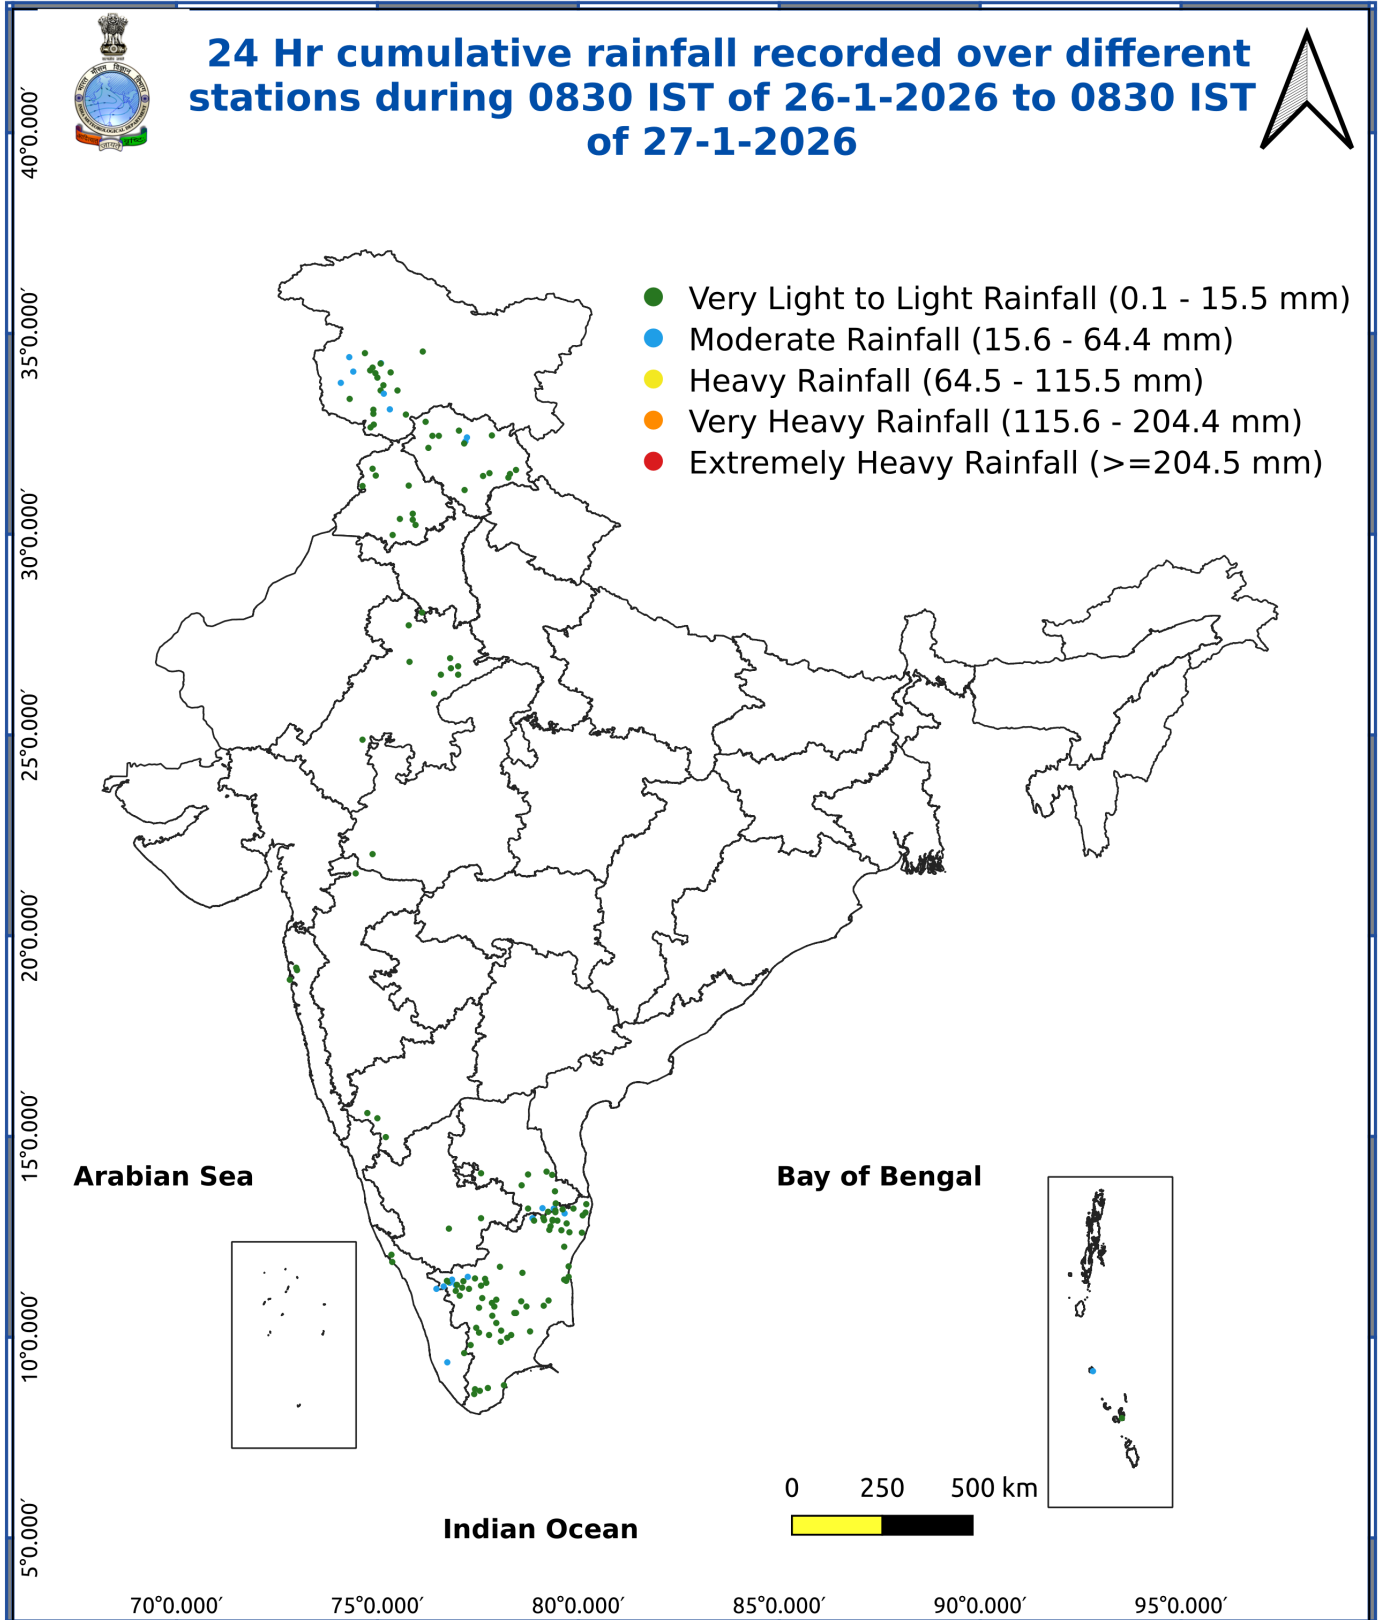 24 Hr cumulative rainfall recorded over different
stations during 0830 IST of 26-1-2026 to 0830 IST
of 27-1-2026
Very Light to Light Rainfall (0.1 - 15.5 mm)
Moderate Rainfall (15.6 - 64.4 mm)
Heavy Rainfall (64.5 - 115.5 mm)
Very Heavy Rainfall (115.6 - 204.4 mm)
Extremely Heavy Rainfall (>=204.5 mm)
40°0.000′
35°0.000′
30°0.000′
25°0.000′
20°0.000′
15°0.000′
10°0.000′
5°0.000′
Arabian Sea
Bay of Bengal
Indian Ocean
0 250 500 km
70°0.000′ 75°0.000′ 80°0.000′ 85°0.000′ 90°0.000′ 95°0.000′